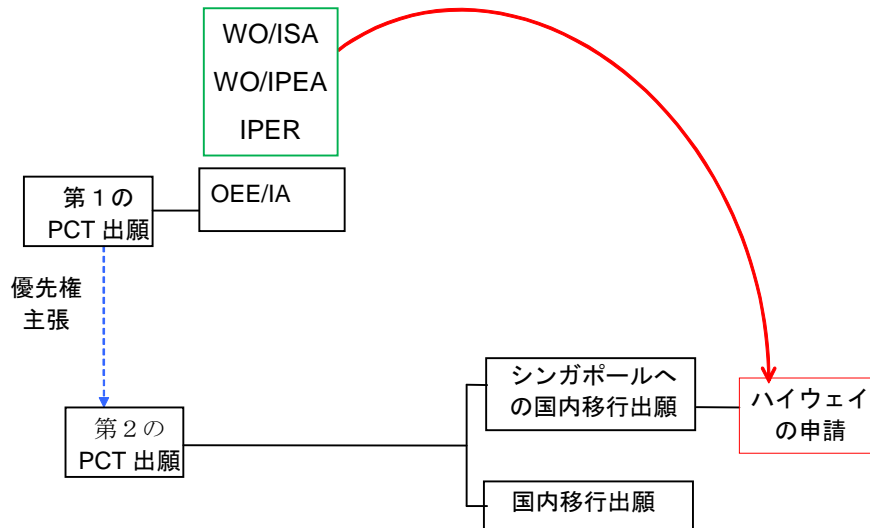 WO/ISA
WO/IPEA
IPER
OEE/IA
第１の
PCT 出願
優先権
主張
シンガポールへ
の国内移行出願
ハイウェイ
の申請
第２の
PCT 出願
国内移行出願